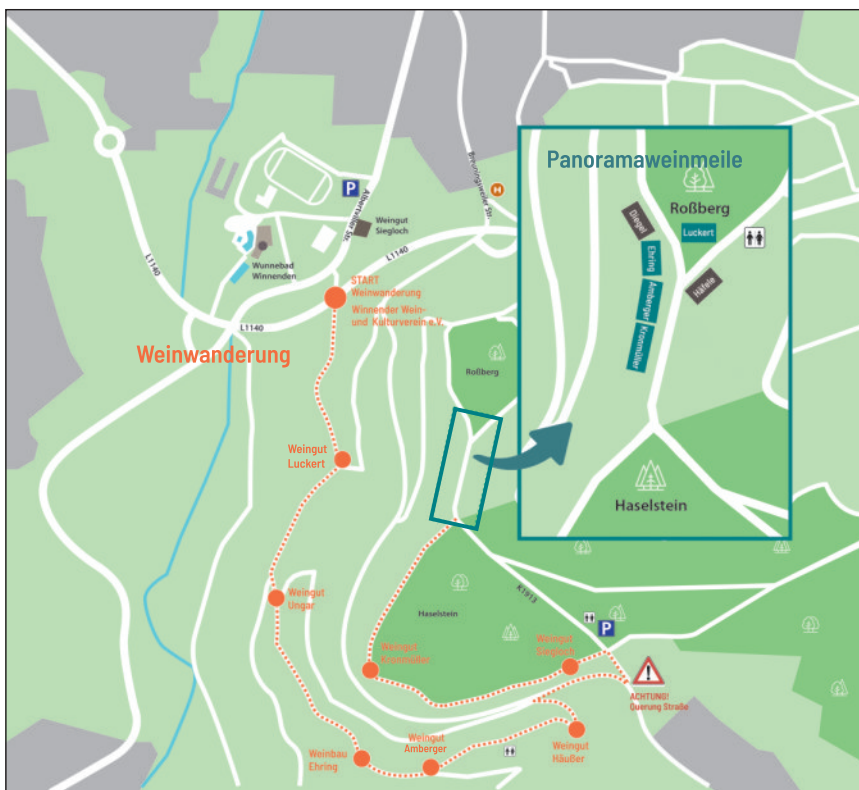 Breuningsweiler Str.
H
P
Albertviller Str.
Weingut
Siegloch
Wunnebad
Winnenden
L1140
L1140
L1140
START
Weinwanderung
Winnender Wein-
und Kulturverein e.V.
Weinwanderung
Roßberg
Weingut
Luckert
Weingut
Ungar
Haselstein
K1913
P
Weingut
Kronmüller
Weingut
Siegloch
ACHTUNG!
Querung Straße
Weinbau
Ehring
Weingut
Amberger
Weingut
Häußer
Panoramaweinmeile
Roßberg
Diegel
Luckert
Ehring
Häfele
Amberger
Kronmüller
Haselstein